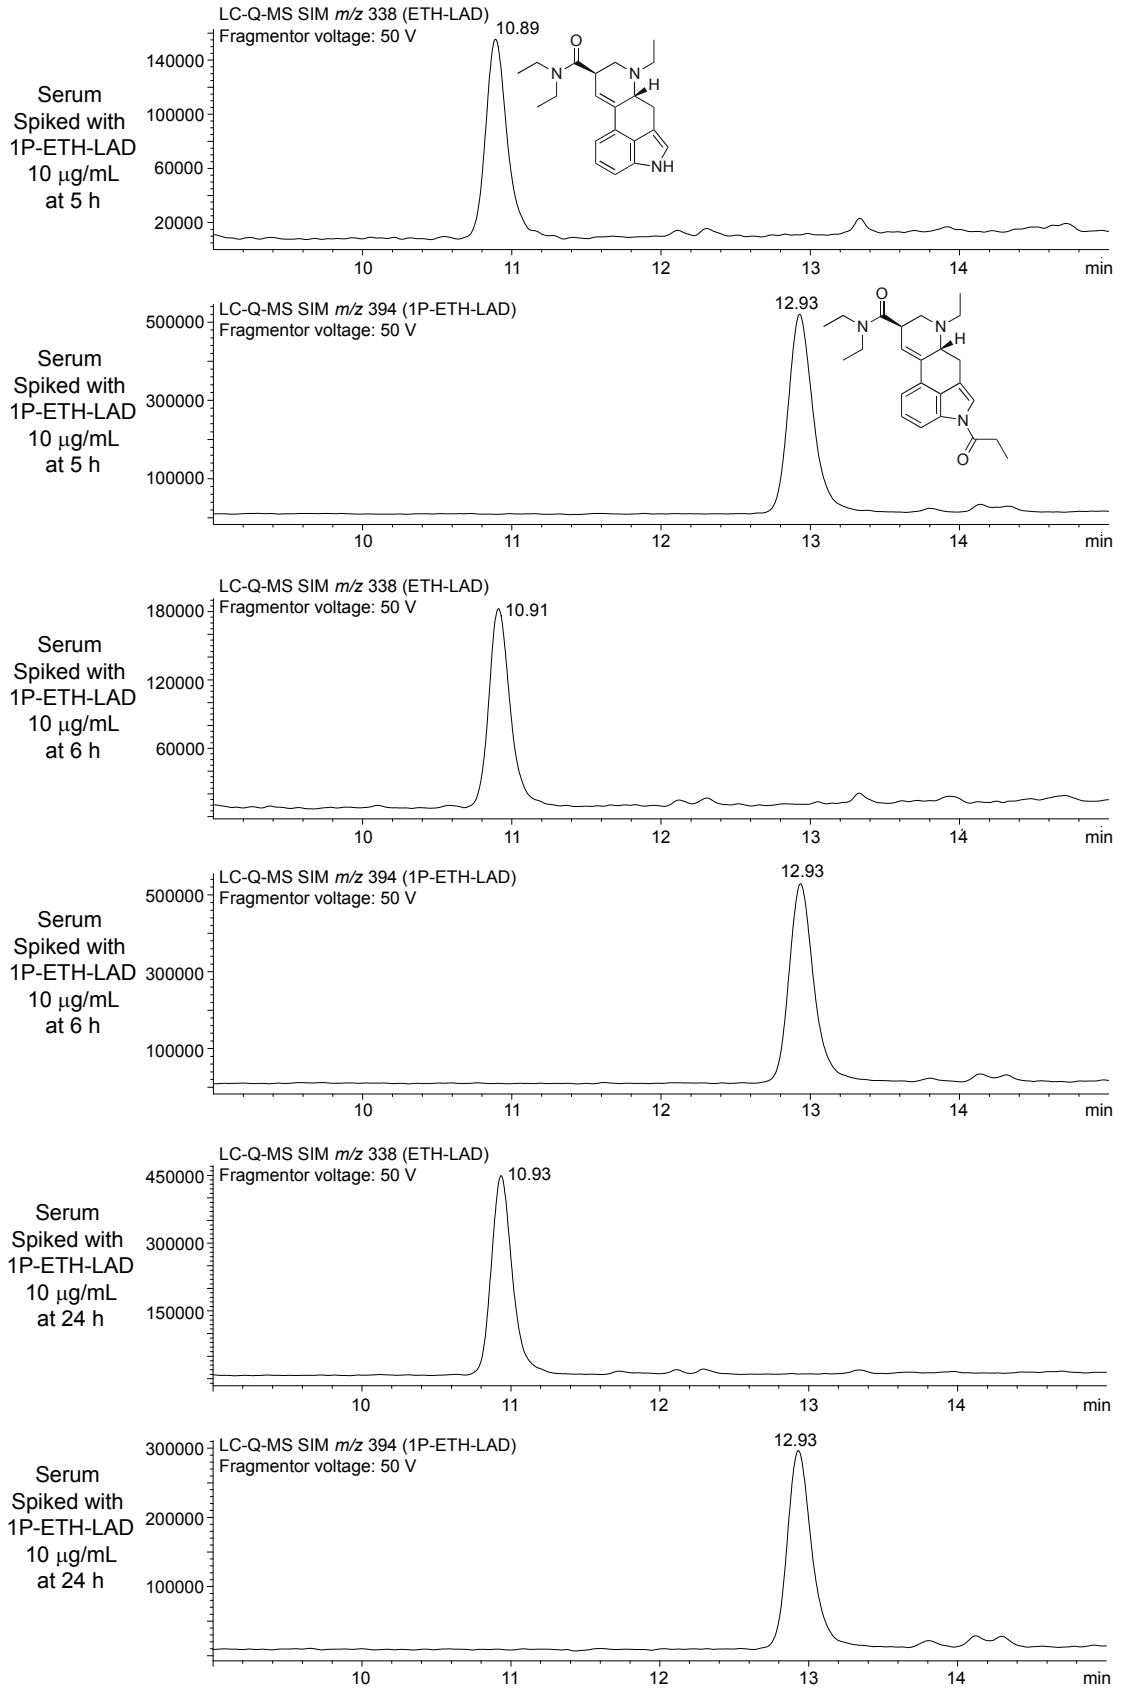 LC-Q-MS SIM m/z 338 (ETH-LAD)
Fragmentor voltage: 50 V
10.89
Serum
Spiked with
1P-ETH-LAD
10 μg/mL
at 5 h
140000
100000
60000
20000
O
N
N
H
NH
10
11
12
13
14
min
LC-Q-MS SIM m/z 394 (1P-ETH-LAD)
Fragmentor voltage: 50 V
12.93
Serum
Spiked with
1P-ETH-LAD
10 μg/mL
at 5 h
500000
300000
100000
O
N
N
H
N
O
10
11
12
13
14
min
LC-Q-MS SIM m/z 338 (ETH-LAD)
Fragmentor voltage: 50 V
10.91
Serum
Spiked with
1P-ETH-LAD
10 μg/mL
at 6 h
180000
120000
60000
10
11
12
13
14
min
LC-Q-MS SIM m/z 394 (1P-ETH-LAD)
Fragmentor voltage: 50 V
12.93
Serum
Spiked with
1P-ETH-LAD
10 μg/mL
at 6 h
500000
300000
100000
10
11
12
13
14
min
LC-Q-MS SIM m/z 338 (ETH-LAD)
Fragmentor voltage: 50 V
10.93
Serum
Spiked with
1P-ETH-LAD
10 μg/mL
at 24 h
450000
300000
150000
10
11
12
13
14
min
LC-Q-MS SIM m/z 394 (1P-ETH-LAD)
Fragmentor voltage: 50 V
12.93
Serum
Spiked with
1P-ETH-LAD
10 μg/mL
at 24 h
300000
200000
100000
10
11
12
13
14
min